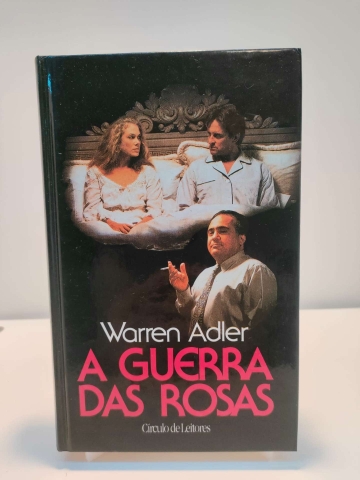 Warren Adler
A GUERRA
DAS ROSAS
Círculo de Leitores